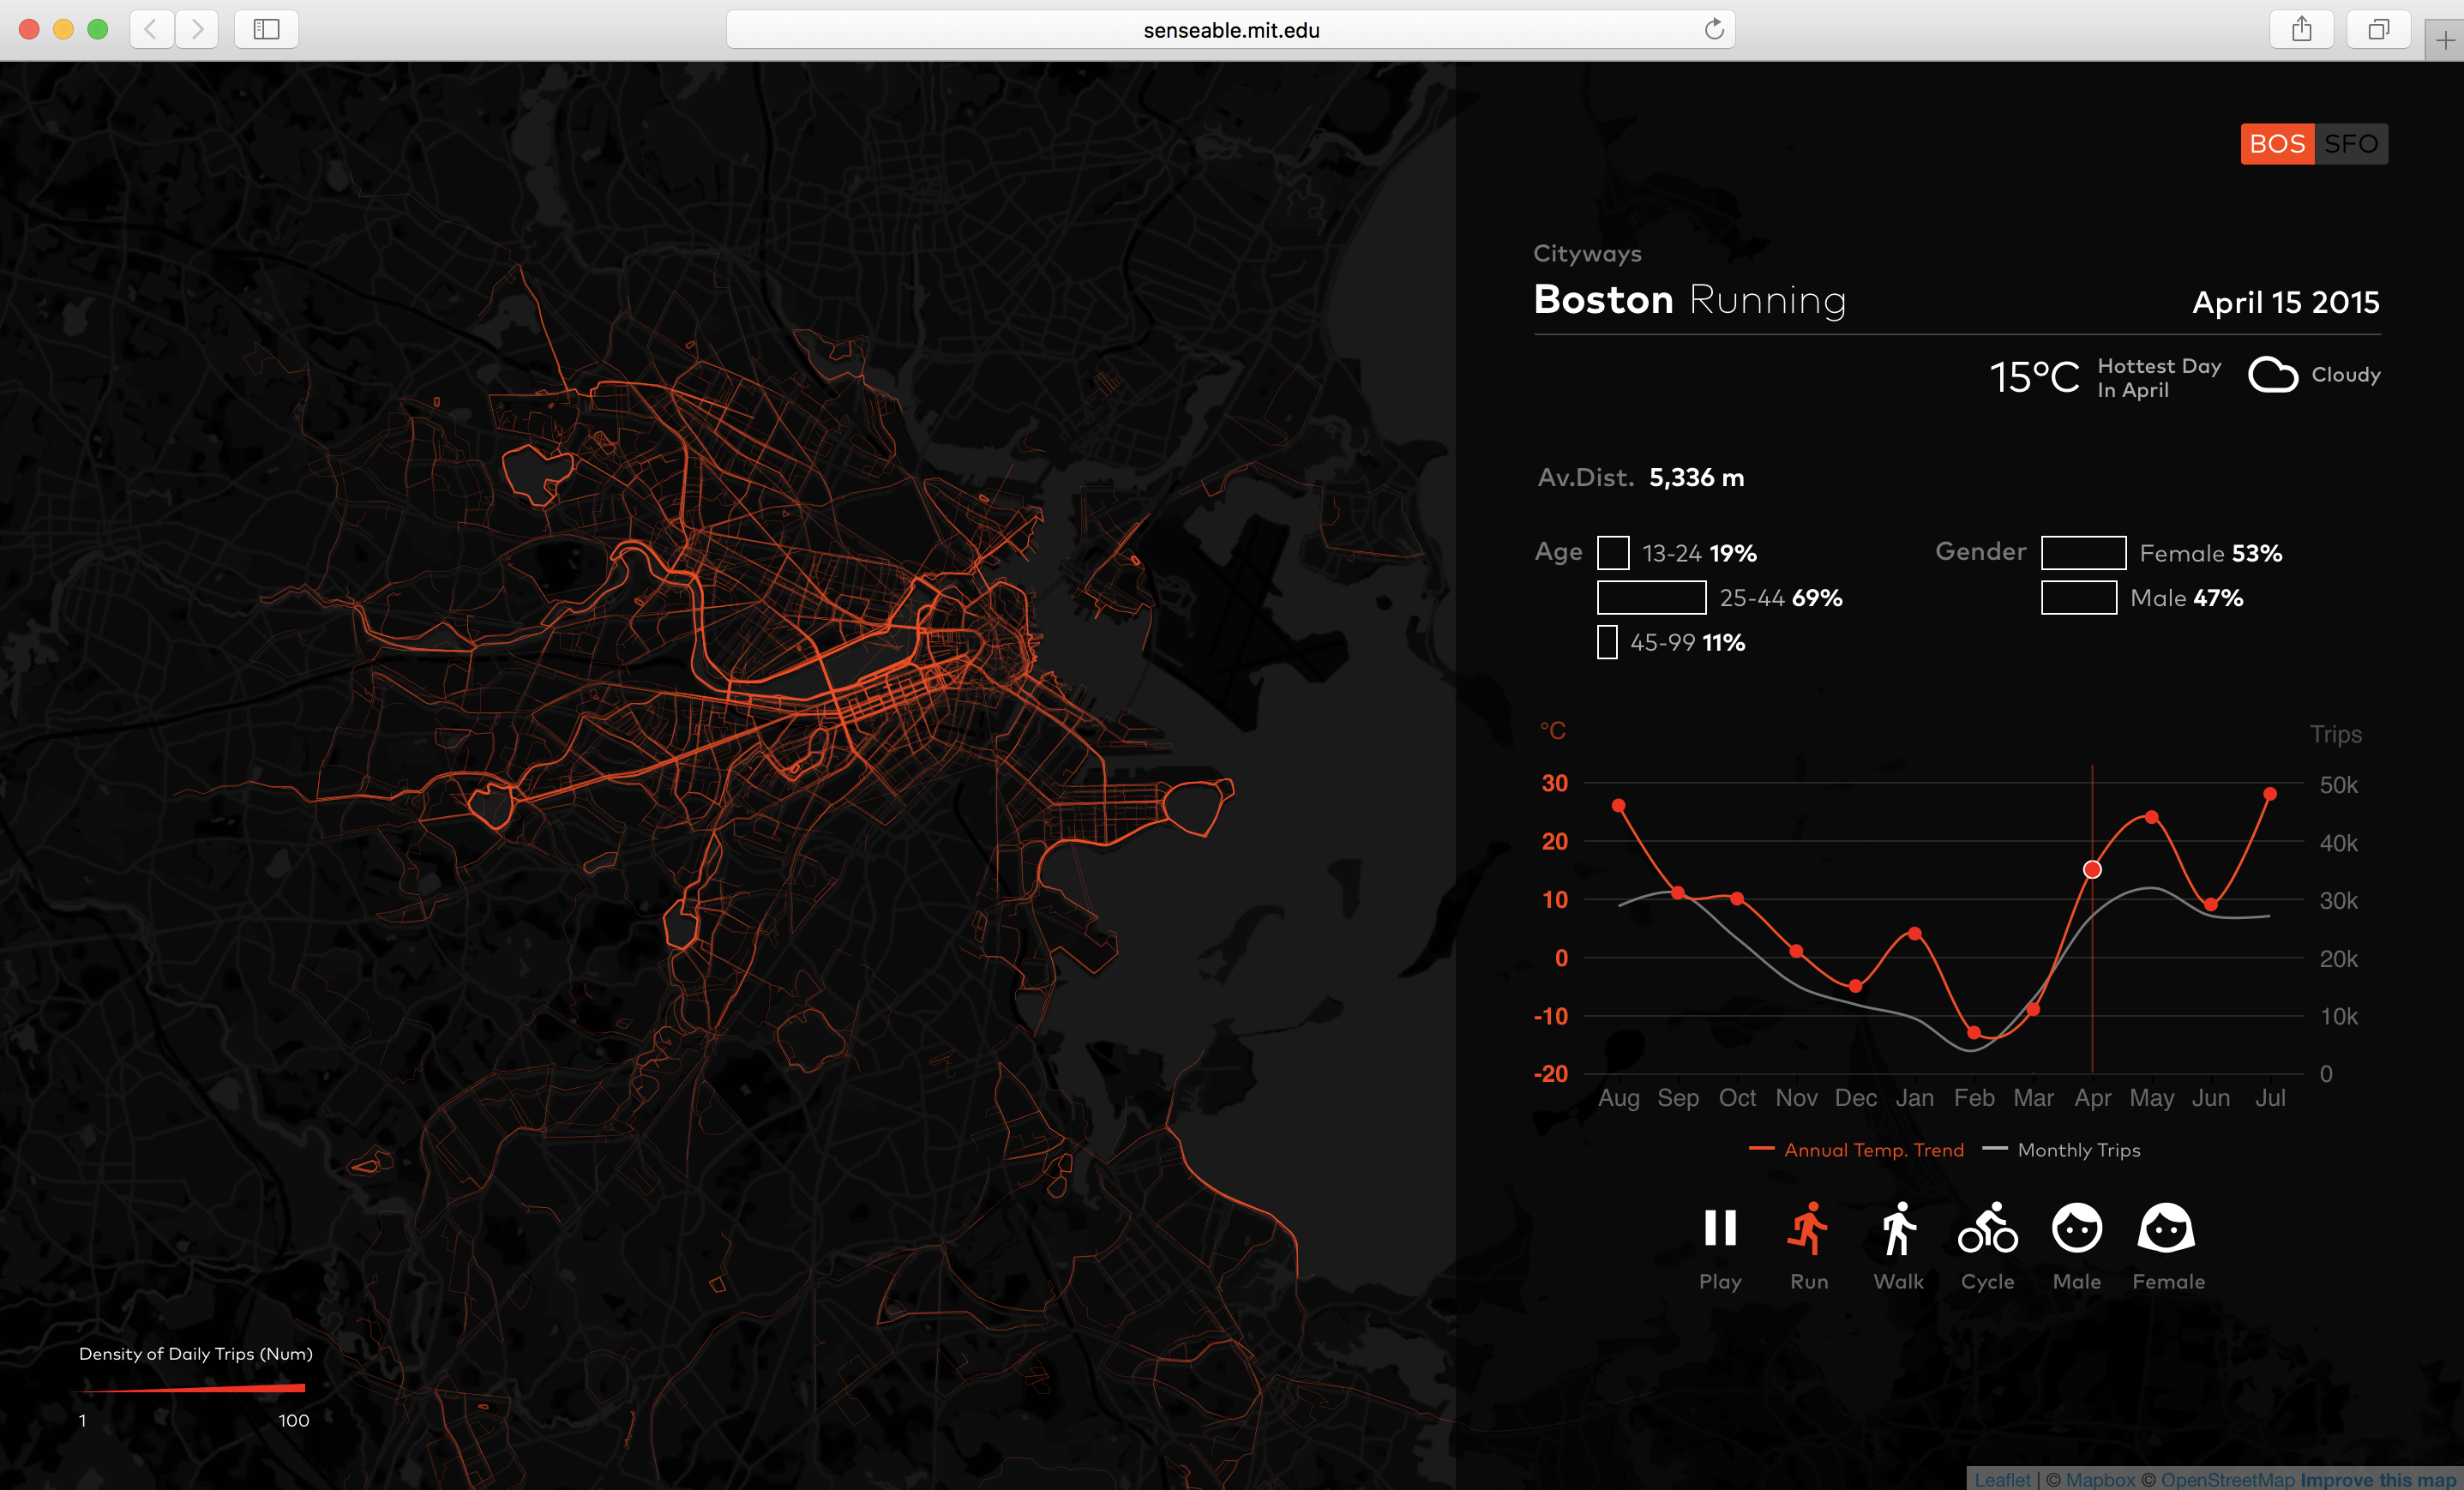 senseable.mit.edu
BOS SFO
Cityways
Boston Running
April 15 2015
15°C
Hottest Day
In April
Cloudy
Av.Dist. 5,336 m
Age
13-24 19%
25-44 69%
45-99 11%
Gender
Female 53%
Male 47%
°C
Trips
30
20
10
0
-10
-20
50k
40k
30k
20k
10k
0
Aug Sep Oct Nov Dec Jan Feb Mar Apr May Jun Jul
Annual Temp. Trend
Monthly Trips
Play Run Walk Cycle Male Female
Density of Daily Trips (Num)
1 100
Leaflet | © Mapbox © OpenStreetMap Improve this map